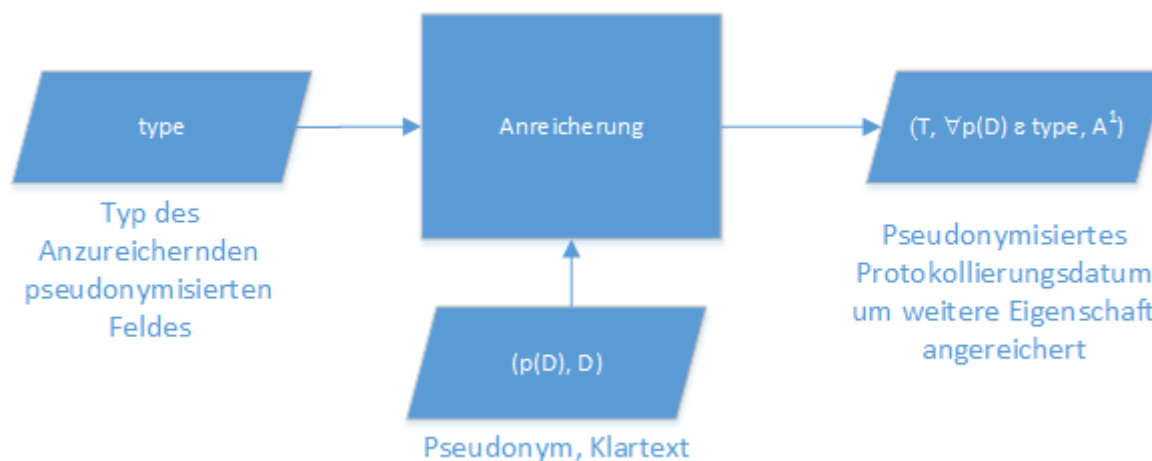 type
Typ des
Anzureichernden
pseudonymisierten
Feldes
Anreicherung
(p(D), D)
Pseudonym, Klartext
(T, ∀p(D) ε type, A¹)
Pseudonymisiertes
Protokollierungsdatum
um weitere Eigenschaft
angereichert